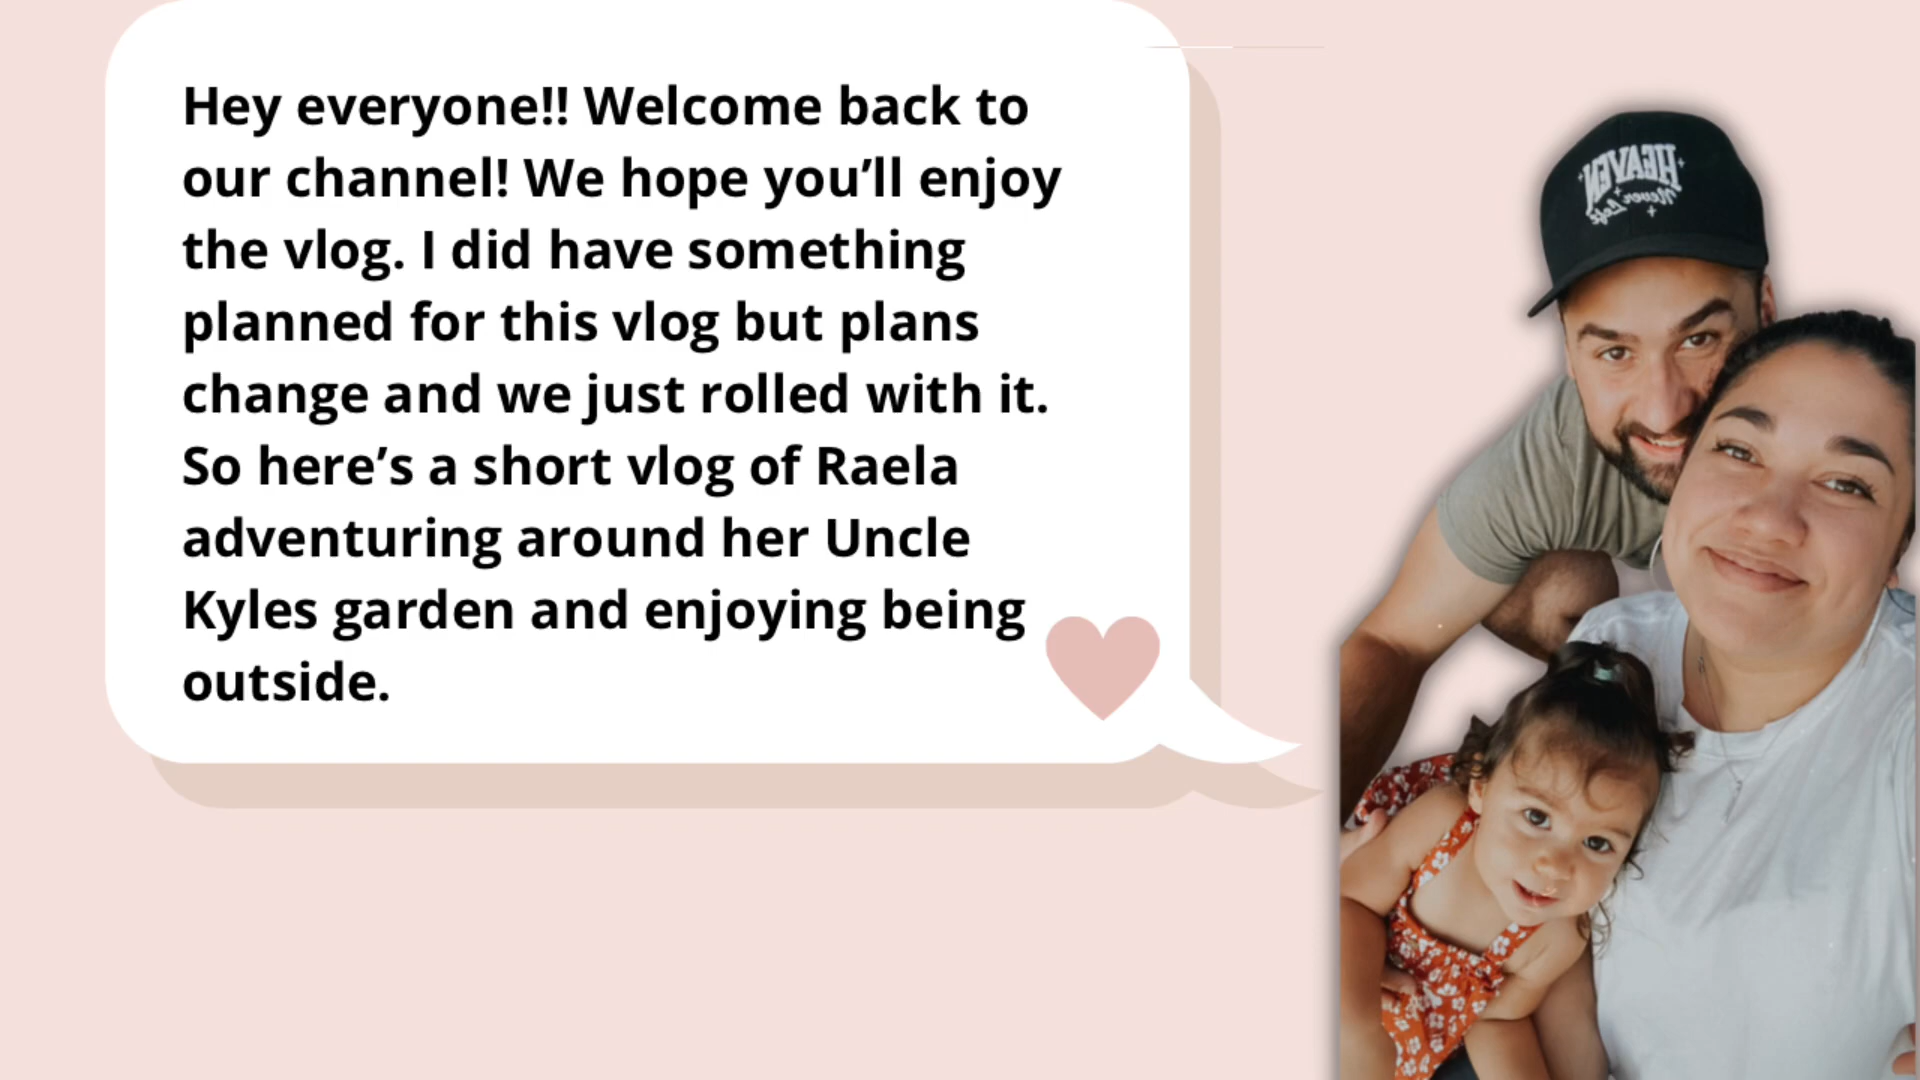 Hey everyone!! Welcome back to
our channel! We hope you’ll enjoy
the vlog. I did have something
planned for this vlog but plans
change and we just rolled with it.
So here’s a short vlog of Raela
adventuring around her Uncle
Kyles garden and enjoying being
outside.
HEAVEN
Never Lose